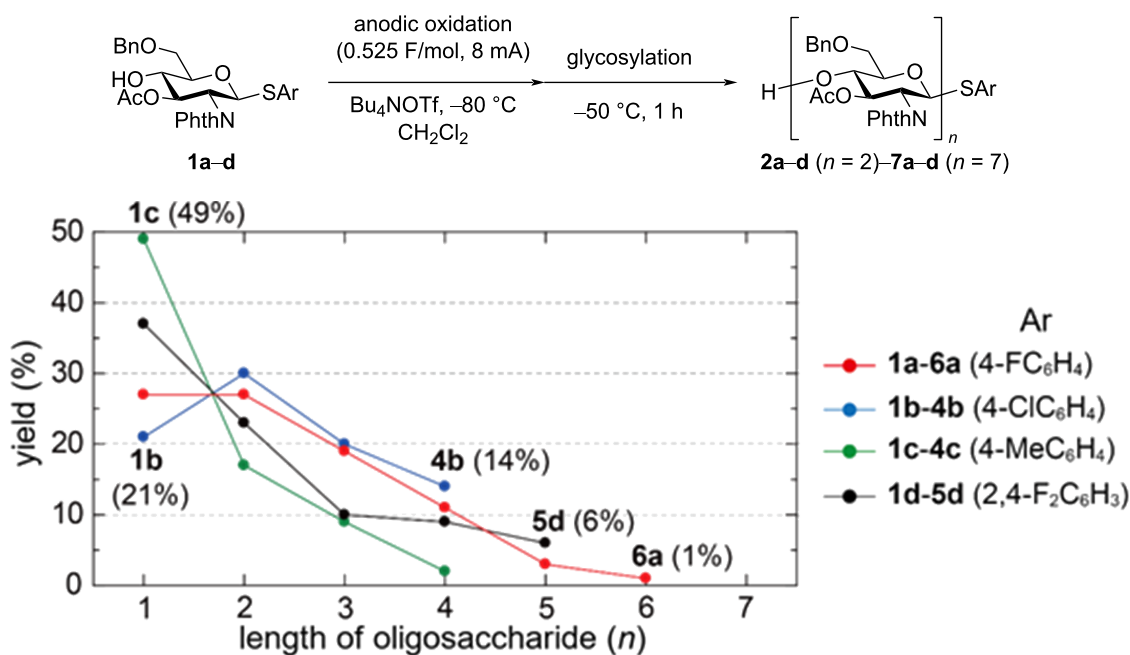 anodic oxidation
(0.525 F/mol, 8 mA)
Bu₄NOTf, –80 °C
CH₂Cl₂
glycosylation
–50 °C, 1 h
BnO
HO
AcO
O
SAr
PhthN
1a–d
BnO
H
O
AcO
O
SAr
PhthN
n
2a–d (n = 2)–7a–d (n = 7)
1c (49%)
50
40
30
20
10
0
yield (%)
1b
(21%)
4b (14%)
5d (6%)
6a (1%)
1 2 3 4 5 6 7
length of oligosaccharide (n)
Ar
1a-6a (4-FC₆H₄)
1b-4b (4-ClC₆H₄)
1c-4c (4-MeC₆H₄)
1d-5d (2,4-F₂C₆H₃)